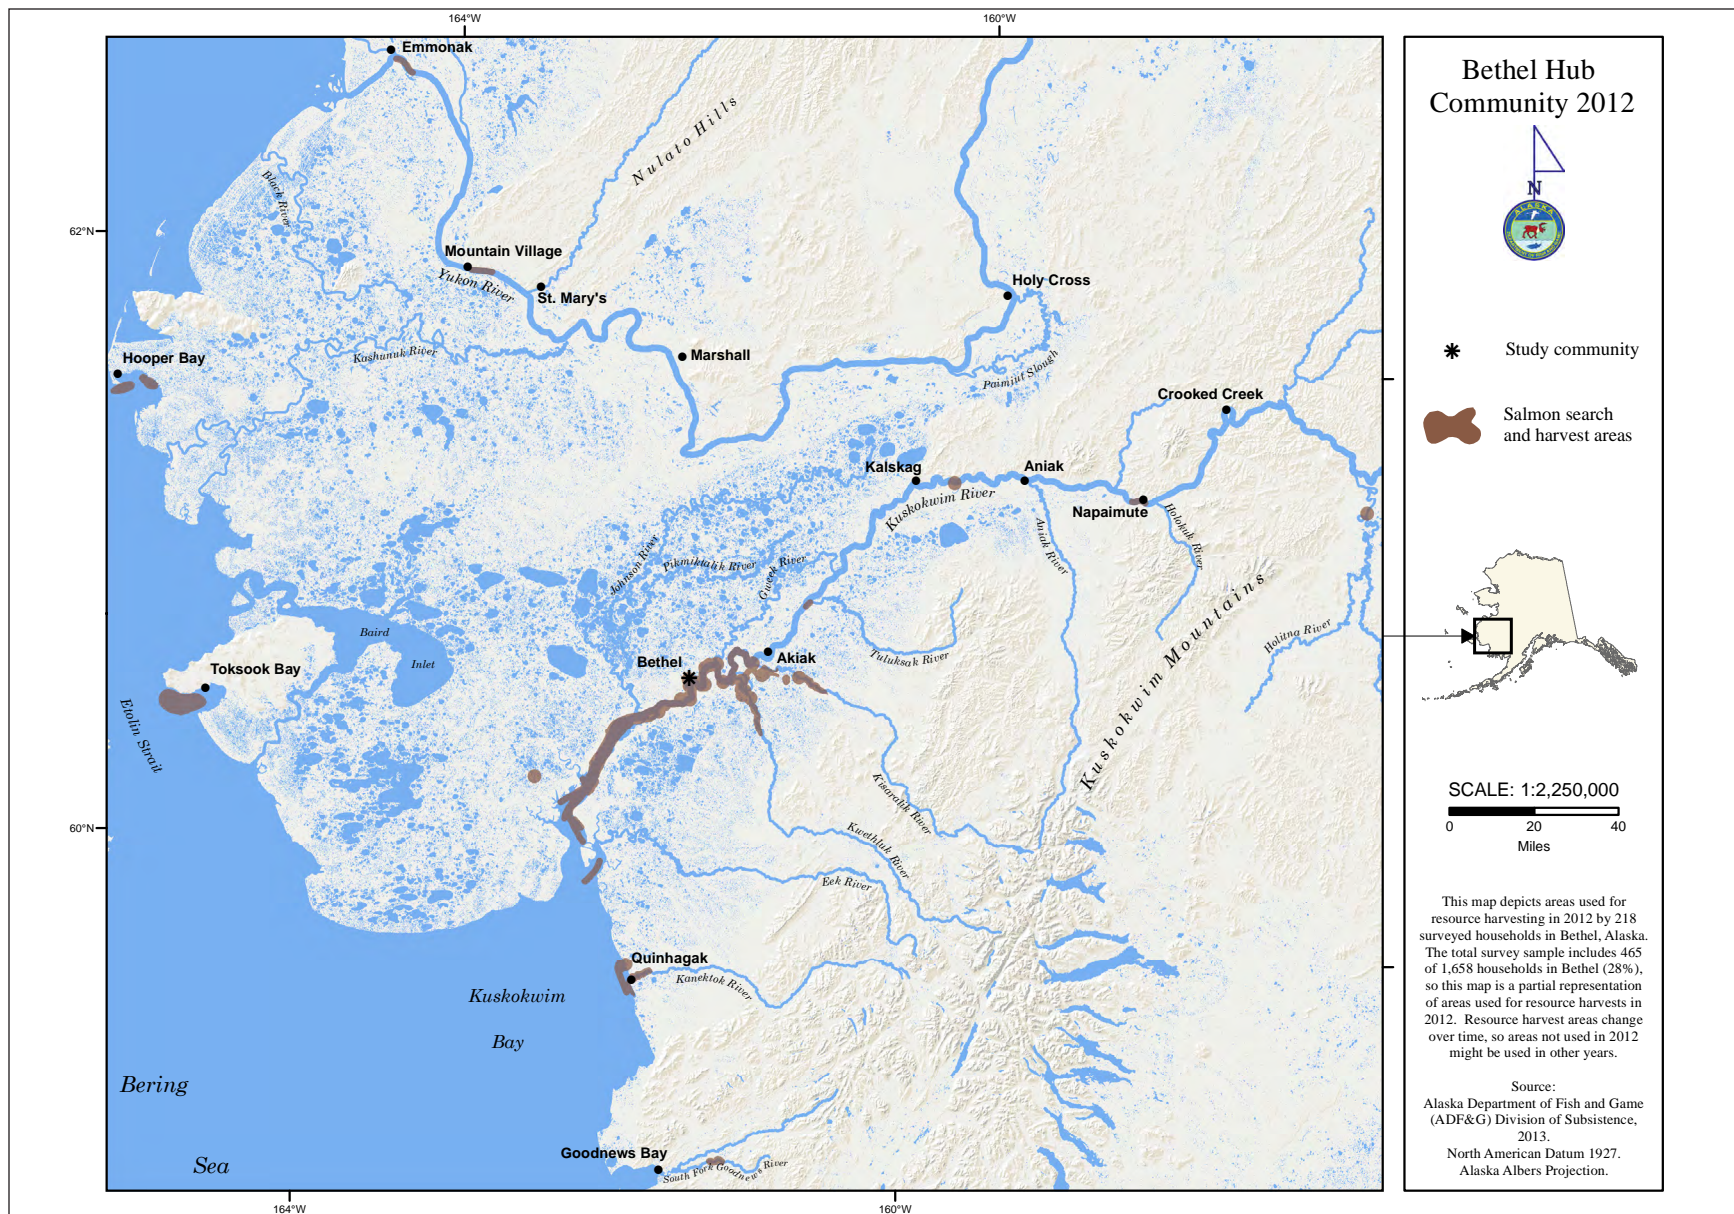 164°W
160°W
Emmonak
Nulato Hills
Black River
62°N
Mountain Village
Yukon River
St. Mary's
Holy Cross
Hooper Bay
Kashunuk River
Marshall
Paimiut Slough
Crooked Creek
Kalskag
Aniak
Kuskokwim River
Napaimute
Holokuk River
Aniak River
Johnson River
Pikmiktalik River
Gweek River
Baird
Inlet
Toksook Bay
Bethel
Akiak
Tuluksak River
Holitna River
Kuskokwim Mountains
Etolin Strait
Kisaralik River
60°N
Kwethluk River
Eek River
Quinhagak
Kanektok River
Kuskokwim
Bay
Bering
Sea
Goodnews Bay
South Fork Goodnews River
164°W
160°W
Bethel Hub
Community 2012
N
ALASKA
Study community
Salmon search
and harvest areas
SCALE: 1:2,250,000
0 20 40
Miles
This map depicts areas used for
resource harvesting in 2012 by 218
surveyed households in Bethel, Alaska.
The total survey sample includes 465
of 1,658 households in Bethel (28%),
so this map is a partial representation
of areas used for resource harvests in
2012. Resource harvest areas change
over time, so areas not used in 2012
might be used in other years.
Source:
Alaska Department of Fish and Game
(ADF&G) Division of Subsistence,
2013.
North American Datum 1927.
Alaska Albers Projection.